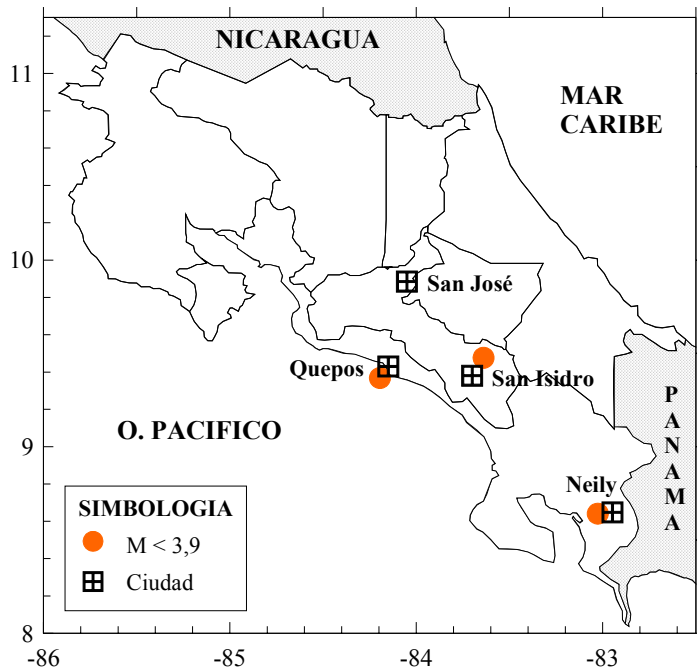 NICARAGUA
MAR
CARIBE
San José
Quepos
San Isidro
O. PACIFICO
PANAMA
Neily
SIMBOLOGIA
M < 3,9
Ciudad
11
10
9
8
-86
-85
-84
-83